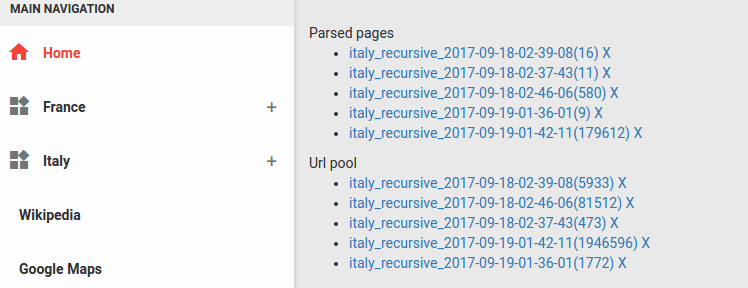 MAIN NAVIGATION
Home
France +
Italy +
Wikipedia
Google Maps
Parsed pages
italy_recursive_2017-09-18-02-39-08(16) X
italy_recursive_2017-09-18-02-37-43(11) X
italy_recursive_2017-09-18-02-46-06(580) X
italy_recursive_2017-09-19-01-36-01(9) X
italy_recursive_2017-09-19-01-42-11(179612) X
Url pool
italy_recursive_2017-09-18-02-39-08(5933) X
italy_recursive_2017-09-18-02-46-06(81512) X
italy_recursive_2017-09-18-02-37-43(473) X
italy_recursive_2017-09-19-01-42-11(1946596) X
italy_recursive_2017-09-19-01-36-01(1772) X